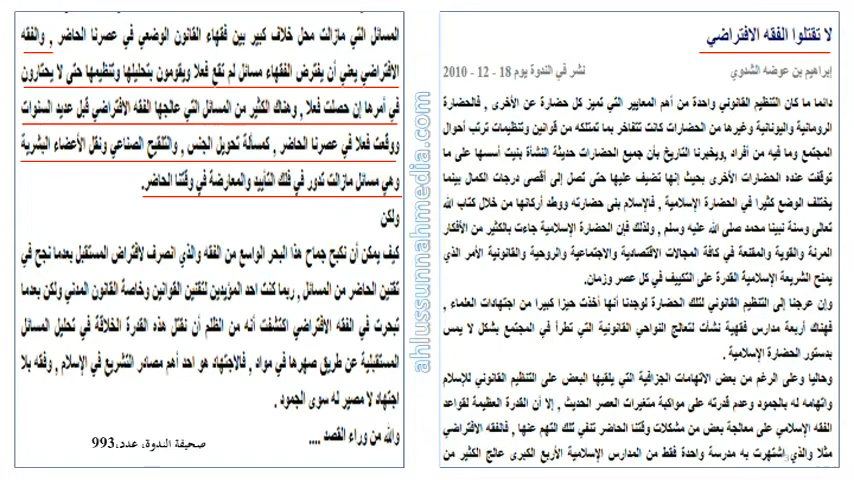 لا تقتلوا الفقه الافتراضي
إبراهيم بن عوضه الشدوي
نشر في الندوة يوم 18 - 12 - 2010
دائما ما كان التنظيم القانوني واحدة من أهم المعايير التي تميز كل حضارة عن الأخرى , فالحضارة
الرومانية واليونانية وغيرها من الحضارات كانت تتفاخر بما تمتلكه من قوانين وتنظيمات ترتب أحوال
المجتمع وما فيه من أفراد ,ويخبرنا التاريخ بأن جميع الحضارات حديثة النشأة بنيت أسسها على ما
توقفت عنده الحضارات الأخرى بحيث إنها تضيف عليها حتى تصل إلى أقصى درجات الكمال بينما
يختلف الوضع كثيرا في الحضارة الإسلامية , فالإسلام بنى حضارته ووطد أركانها من خلال كتاب الله
تعالى وسنة نبينا محمد صلى الله عليه وسلم , ولذلك فإن الحضارة الإسلامية جاءت بالكثير من الأفكار
المرنة والقوية والمقنعة في كافة المجالات الاقتصادية والاجتماعية والروحية والقانونية الأمر الذي
يمنح الشريعة الإسلامية القدرة على التكييف في كل عصر وزمان.
وإن عرجنا إلى التنظيم القانوني لتلك الحضارة لوجدنا أنها أخذت حيزا كبيرا من اجتهادات العلماء ,
فهناك أربعة مدارس فقهية نشأت لتعالج النواحي القانونية التي تطرأ في المجتمع بشكل لا يمس
بدستور الحضارة الإسلامية .
وحاليا وعلى الرغم من بعض الاتهامات الجزافية التي يلقيها البعض على التنظيم القانوني للإسلام
واتهامه له بالجمود وعدم قدرته على مواكبة متغيرات العصر الحديث , إلا أن القدرة العظيمة لقواعد
الفقه الإسلامي على معالجة بعض من مشكلات وقتنا الحاضر تنفي تلك التهم عنها , فالفقه الافتراضي
مثلا والذي اشتهرت به مدرسة واحدة فقط من المدارس الإسلامية الأربع الكبرى عالج الكثير من
المسائل التي مازالت محل خلاف كبير بين فقهاء القانون الوضعي في عصرنا الحاضر , والفقه
الافتراضي يعني أن يفترض الفقهاء مسائل لم تقع فعلا ويقومون بتحليلها وتنظيمها حتى لا يحتارون
في أمرها إن حصلت فعلا , وهناك الكثير من المسائل التي عالجها الفقه الافتراضي قبل عديد السنوات
ووقعت فعلا في عصرنا الحاضر , كمسألة تحويل الجنس , والتلقيح الصناعي ونقل الأعضاء البشرية
وهي مسائل مازالت تدور في فلك التأييد والمعارضة في وقتنا الحاضر.
ولكن
كيف يمكن أن نكبح جماح هذا البحر الواسع من الفقه والذي انصرف لافتراض المستقبل بعدما نجح في
تقنين الحاضر من المسائل , ربما كنت احد المؤيدين لتقنين القوانين وخاصة القانون المدني ولكن بعدما
تبحرت في الفقه الافتراضي اكتشفت أنه من الظلم أن نقتل هذه القدرة الخلاقة في تحليل المسائل
المستقبلية عن طريق صهرها في مواد , فالاجتهاد هو احد أهم مصادر التشريع في الإسلام , وفقه بلا
اجتهاد لا مصير له سوى الجمود .
والله من وراء القصد ....
صحيفة الندوة، عدد،993
ahlussunnahmedia.com